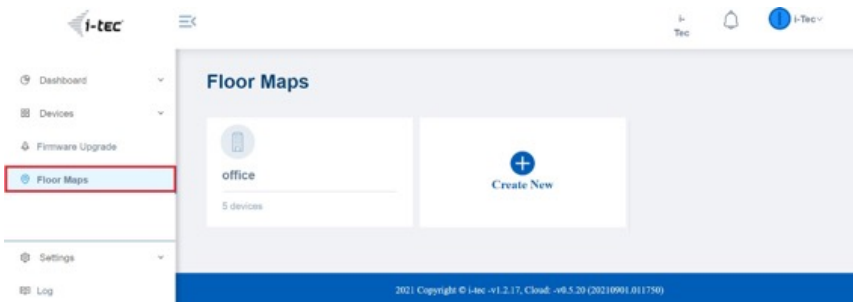 i-tec
i-
Tec
i-Tec
Dashboard
Devices
Firmware Upgrade
Floor Maps
Settings
Log
Floor Maps
office
5 devices
Create New
2021 Copyright © i-tec -v1.2.17, Cloud: -v0.5.20 (20210901.011750)